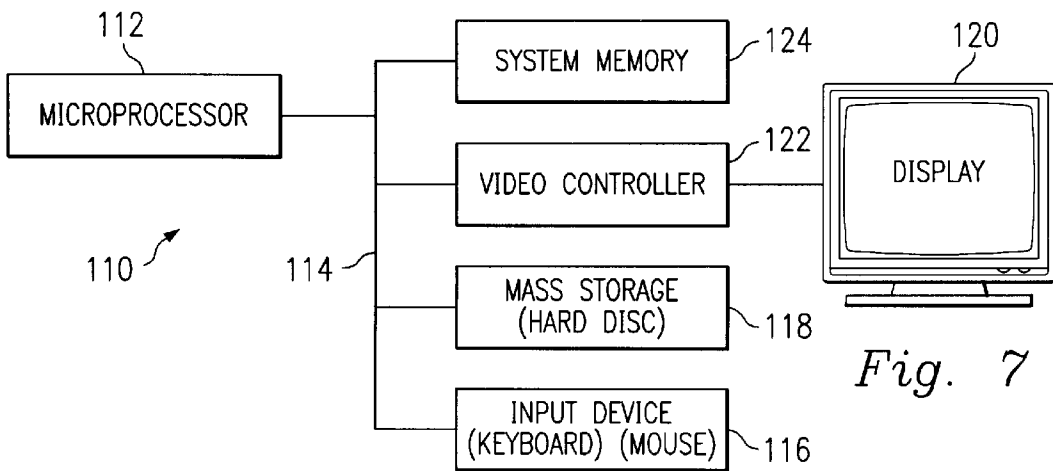 112
MICROPROCESSOR
110
114
SYSTEM MEMORY
124
VIDEO CONTROLLER
122
MASS STORAGE
(HARD DISC)
118
INPUT DEVICE
(KEYBOARD) (MOUSE)
116
120
DISPLAY
Fig. 7